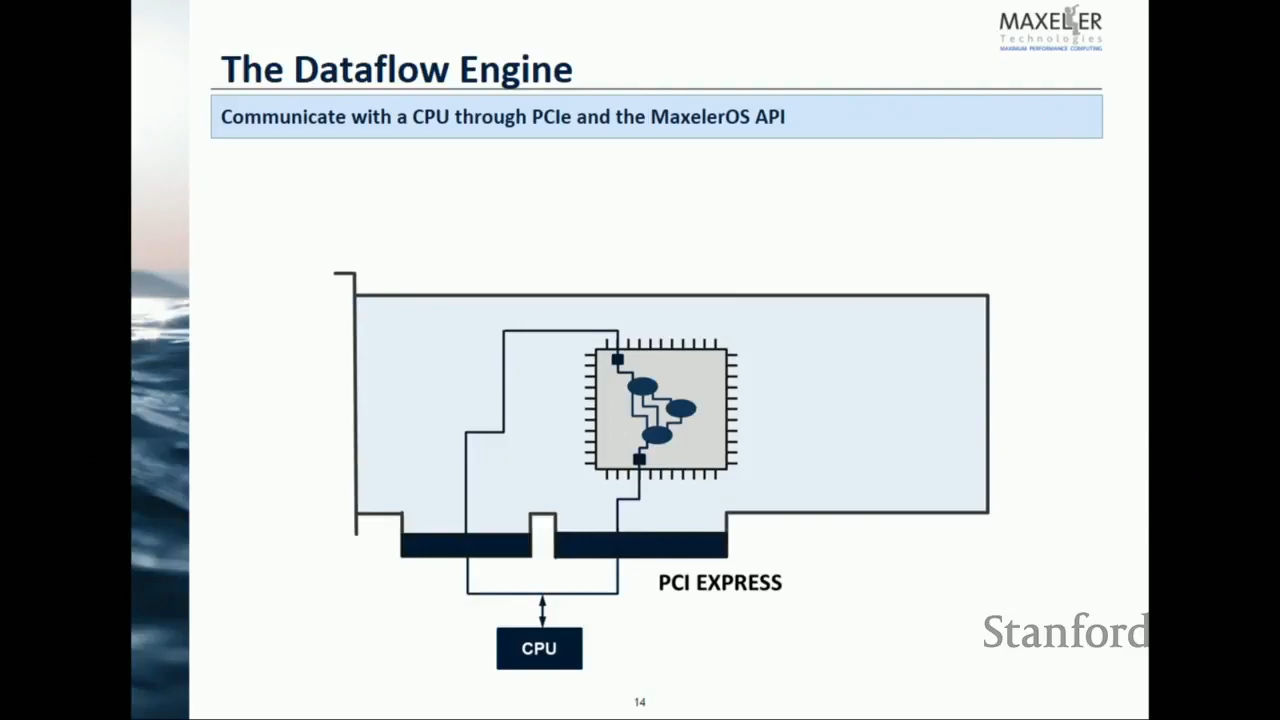 MAXELER
Technologies
MAXIMUM PERFORMANCE COMPUTING
The Dataflow Engine
Communicate with a CPU through PCIe and the MaxelerOS API
PCI EXPRESS
CPU
Stanford
14